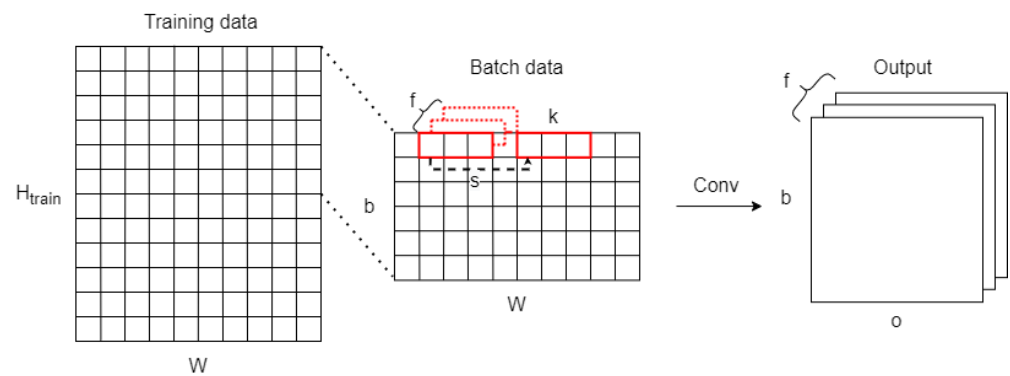 Training data
Batch data
Output
f
f
k
s
H_train
b
Conv
b
W
W
o